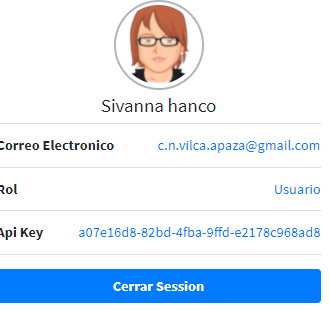 Sivanna hanco
Correo Electronico c.n.vilca.apaza@gmail.com
Rol Usuario
Api Key a07e16d8-82bd-4fba-9ffd-e2178c968ad8
Cerrar Session